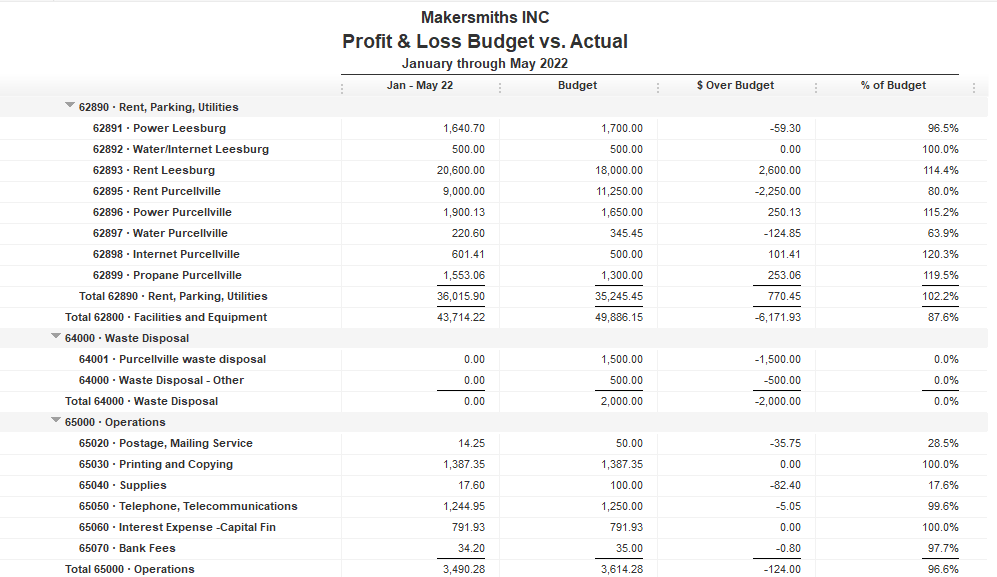 Makersmiths INC
Profit & Loss Budget vs. Actual
January through May 2022
Jan - May 22 Budget $ Over Budget % of Budget
62890 · Rent, Parking, Utilities
62891 · Power Leesburg 1,640.70 1,700.00 -59.30 96.5%
62892 · Water/Internet Leesburg 500.00 500.00 0.00 100.0%
62893 · Rent Leesburg 20,600.00 18,000.00 2,600.00 114.4%
62895 · Rent Purcellville 9,000.00 11,250.00 -2,250.00 80.0%
62896 · Power Purcellville 1,900.13 1,650.00 250.13 115.2%
62897 · Water Purcellville 220.60 345.45 -124.85 63.9%
62898 · Internet Purcellville 601.41 500.00 101.41 120.3%
62899 · Propane Purcellville 1,553.06 1,300.00 253.06 119.5%
Total 62890 · Rent, Parking, Utilities 36,015.90 35,245.45 770.45 102.2%
Total 62800 · Facilities and Equipment 43,714.22 49,886.15 -6,171.93 87.6%
64000 · Waste Disposal
64001 · Purcellville waste disposal 0.00 1,500.00 -1,500.00 0.0%
64000 · Waste Disposal - Other 0.00 500.00 -500.00 0.0%
Total 64000 · Waste Disposal 0.00 2,000.00 -2,000.00 0.0%
65000 · Operations
65020 · Postage, Mailing Service 14.25 50.00 -35.75 28.5%
65030 · Printing and Copying 1,387.35 1,387.35 0.00 100.0%
65040 · Supplies 17.60 100.00 -82.40 17.6%
65050 · Telephone, Telecommunications 1,244.95 1,250.00 -5.05 99.6%
65060 · Interest Expense -Capital Fin 791.93 791.93 0.00 100.0%
65070 · Bank Fees 34.20 35.00 -0.80 97.7%
Total 65000 · Operations 3,490.28 3,614.28 -124.00 96.6%